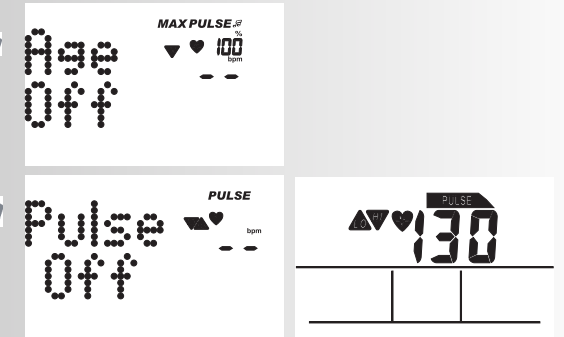 MAX PULSE
%
Age
100
bpm
– –
Off
PULSE
Pulse
bpm
– –
Off
PULSE
LO HI 130